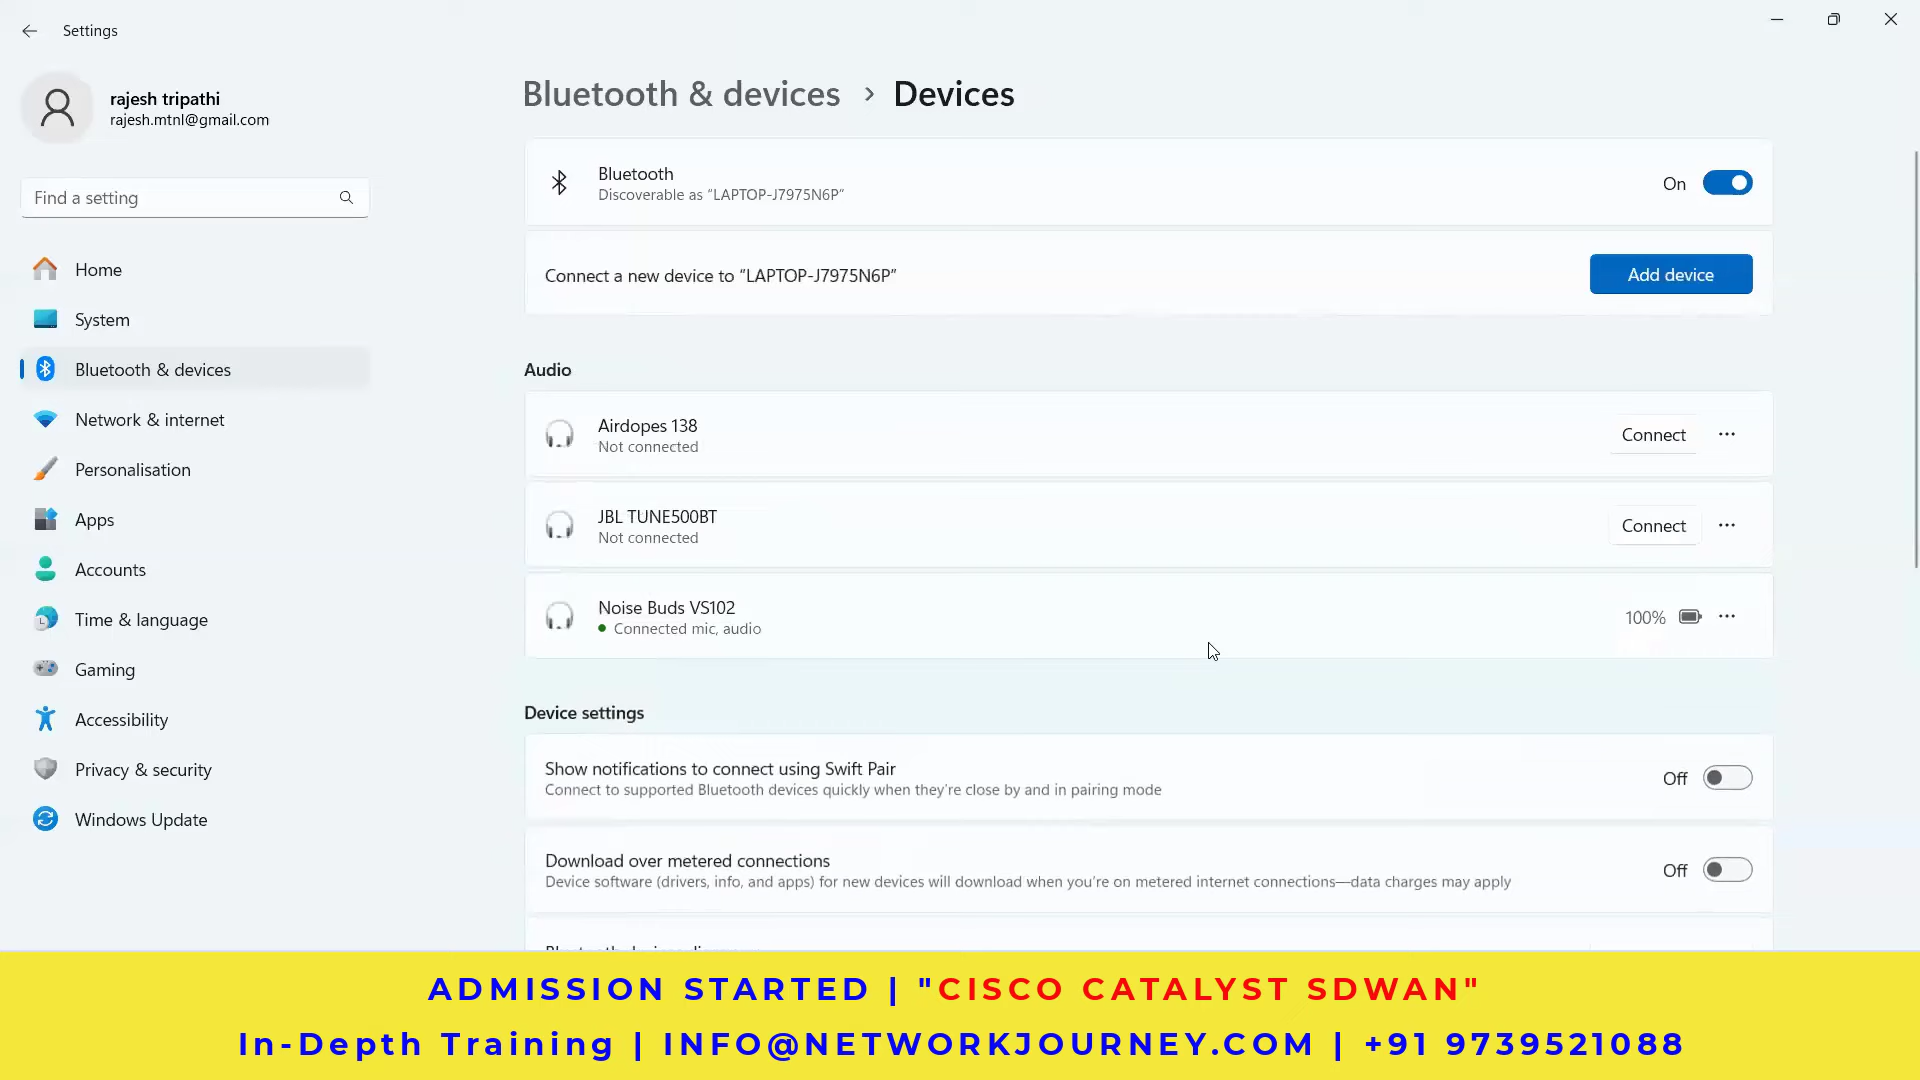 Settings
rajesh tripathi
rajesh.mtnl@gmail.com
Find a setting
Home
System
Bluetooth & devices
Network & internet
Personalisation
Apps
Accounts
Time & language
Gaming
Accessibility
Privacy & security
Windows Update
Bluetooth & devices › Devices
Bluetooth
Discoverable as "LAPTOP-J7975N6P"
On
Connect a new device to "LAPTOP-J7975N6P"
Add device
Audio
Airdopes 138
Not connected
Connect
JBL TUNE500BT
Not connected
Connect
Noise Buds VS102
Connected mic, audio
100%
Device settings
Show notifications to connect using Swift Pair
Connect to supported Bluetooth devices quickly when they're close by and in pairing mode
Off
Download over metered connections
Device software (drivers, info, and apps) for new devices will download when you're on metered internet connections—data charges may apply
Off
ADMISSION STARTED | "CISCO CATALYST SDWAN"
In-Depth Training | INFO@NETWORKJOURNEY.COM | +91 9739521088